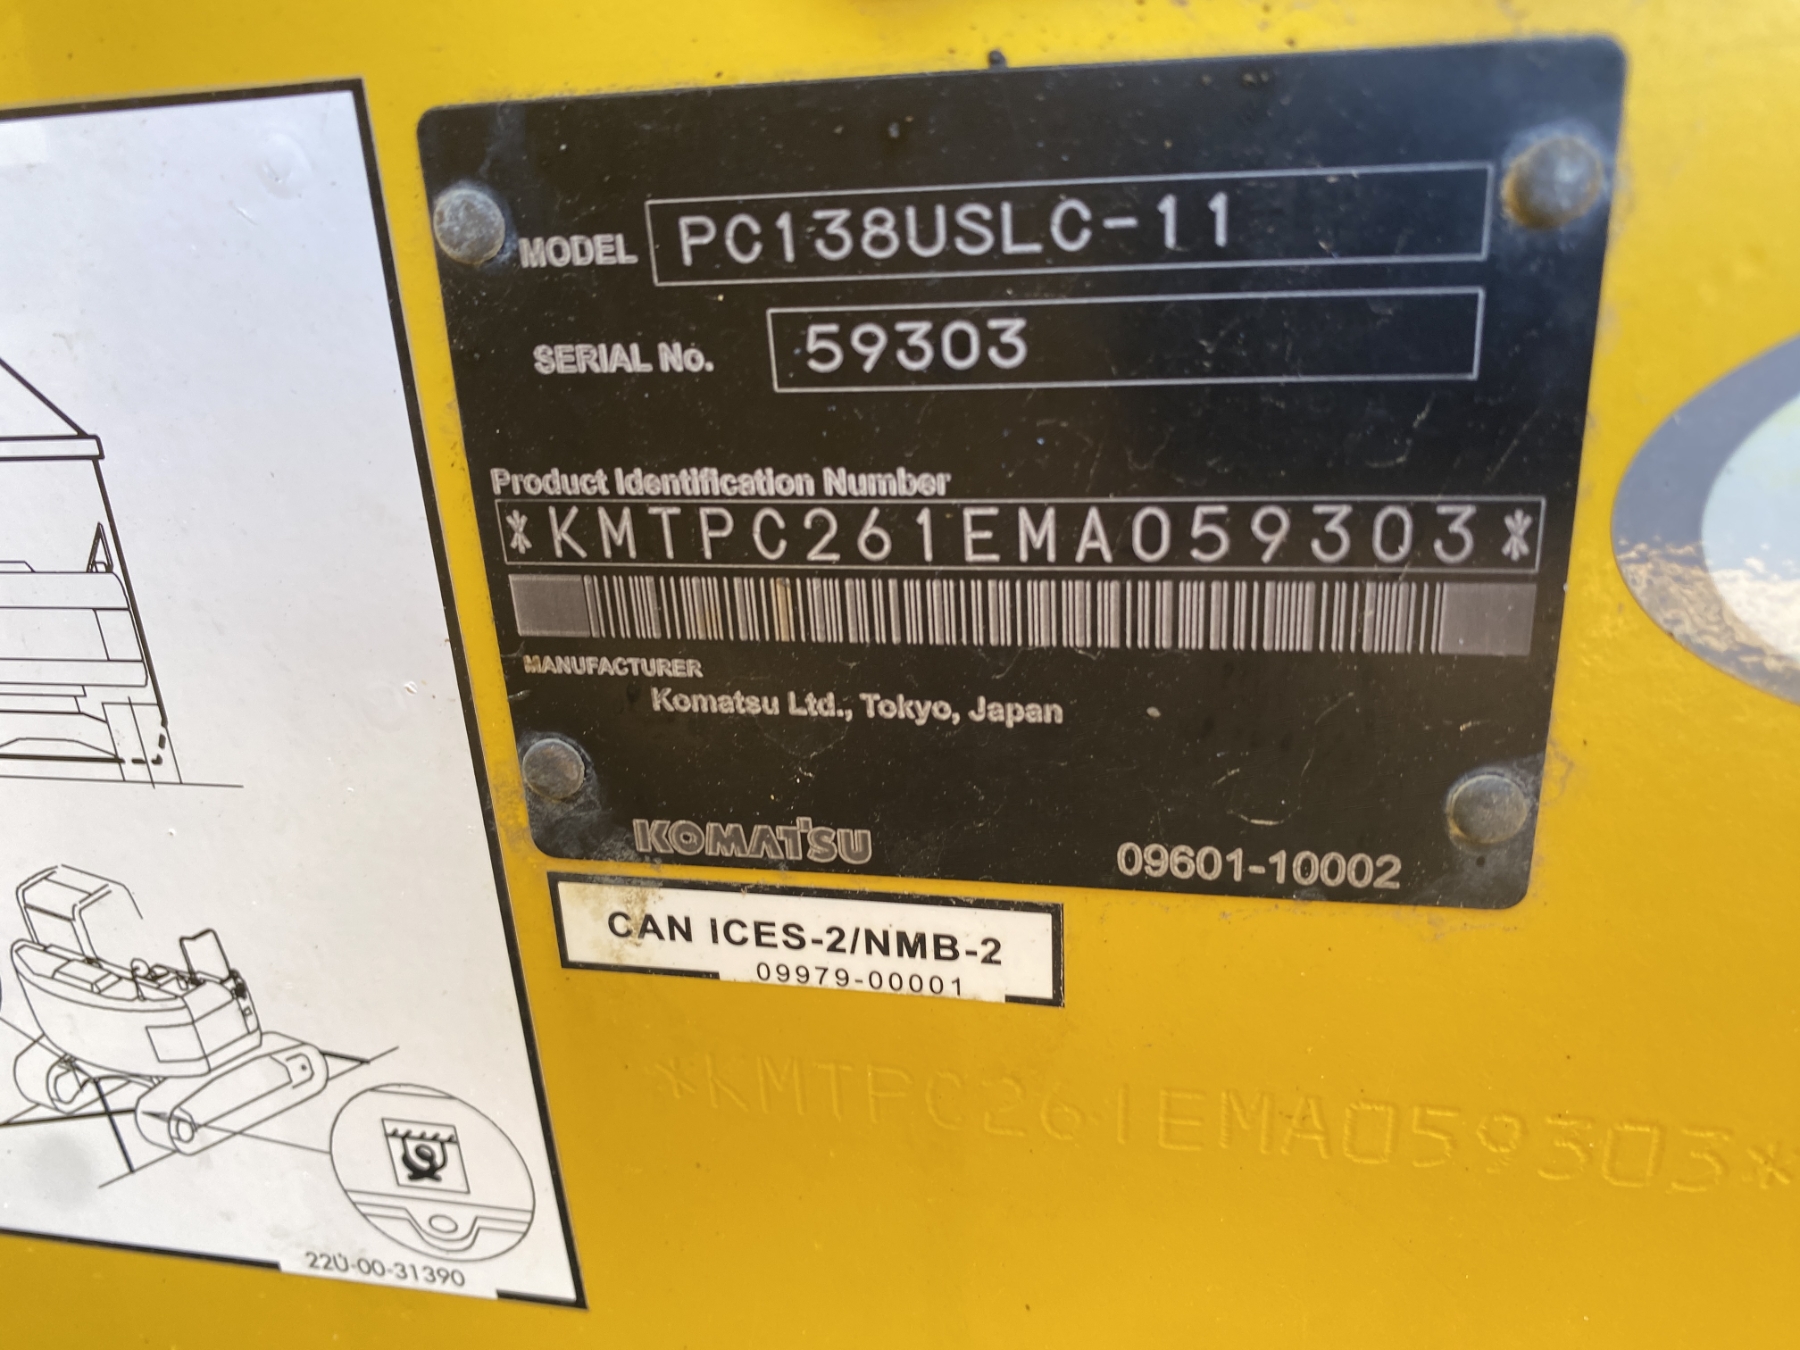 MODEL PC138USLC-11
SERIAL No. 59303
Product Identification Number
*KMTPC261EMA059303*
MANUFACTURER
Komatsu Ltd., Tokyo, Japan
KOMATSU 09601-10002
CAN ICES-2/NMB-2
09979-00001
*KMTPC261EMA059303*
22U-00-31390